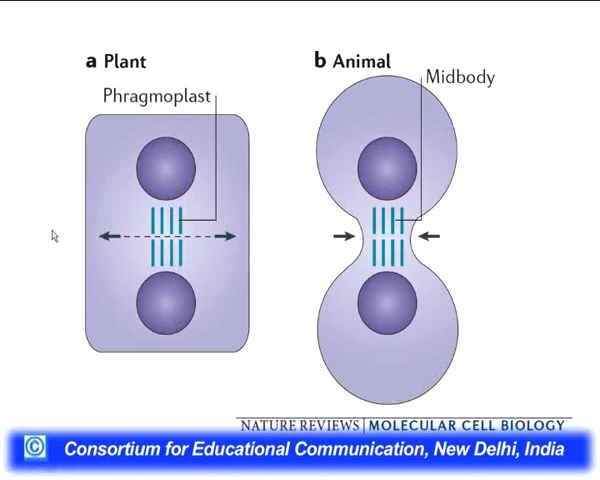 a Plant
b Animal
Phragmoplast
Midbody
NATURE REVIEWS | MOLECULAR CELL BIOLOGY
© Consortium for Educational Communication, New Delhi, India